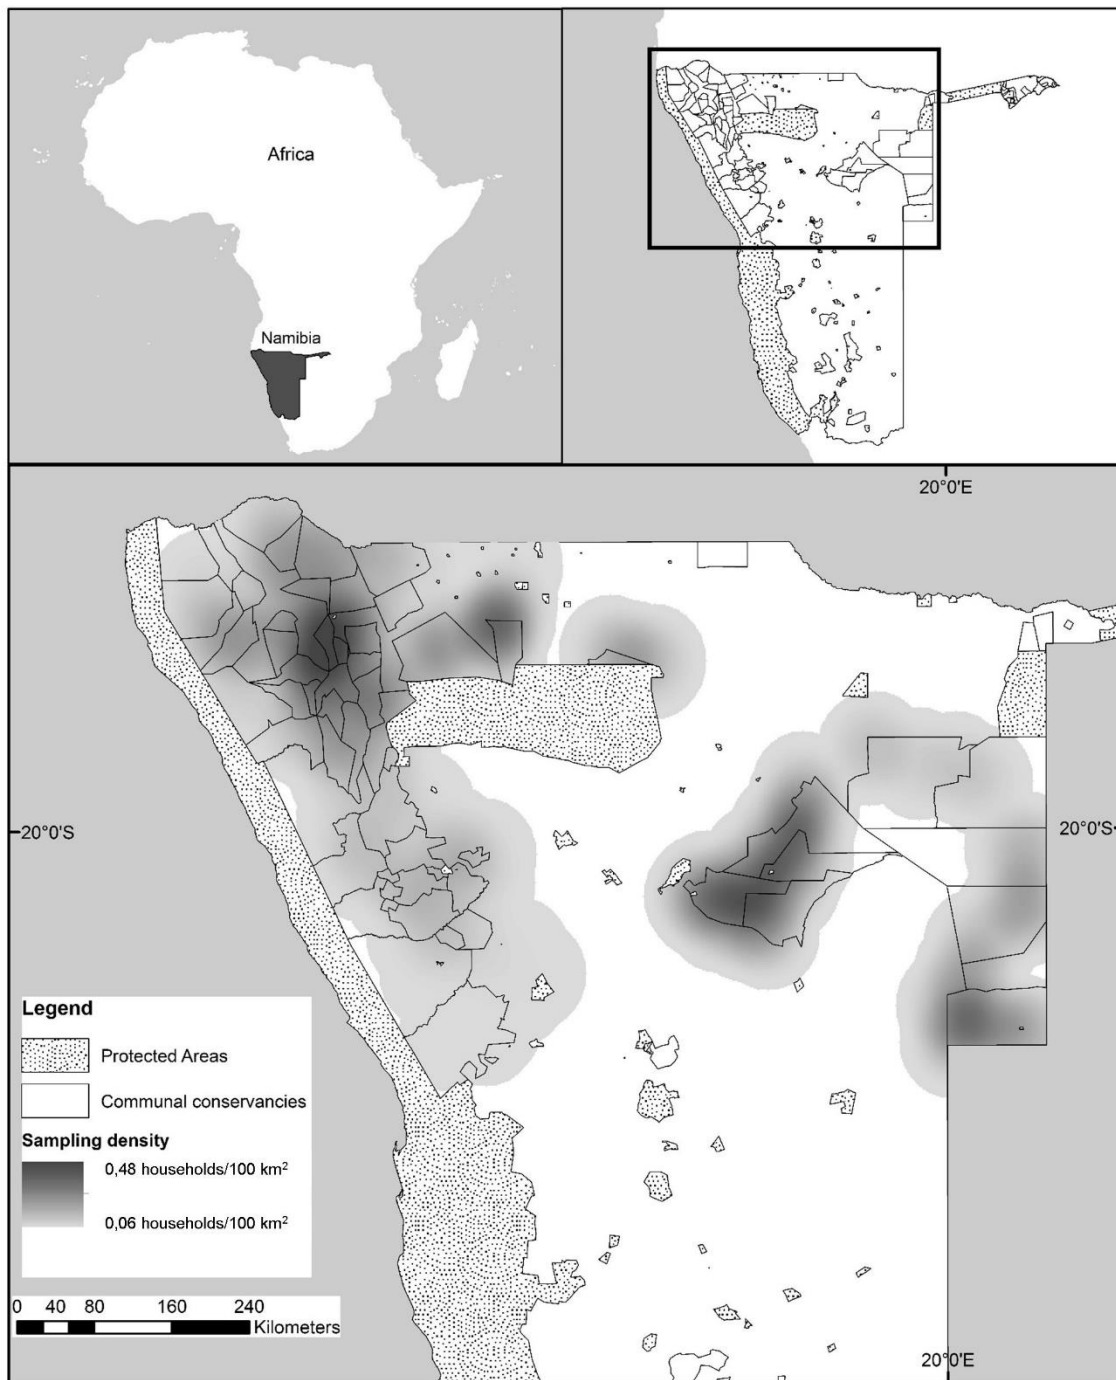 Africa
Namibia
20°0'E
20°0'S
20°0'S
Legend
Protected Areas
Communal conservancies
Sampling density
0,48 households/100 km²
0,06 households/100 km²
0 40 80 160 240
Kilometers
20°0'E